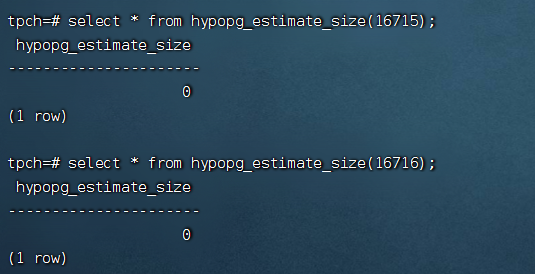 tpch=# select * from hypopg_estimate_size(16715);
 hypopg_estimate_size
----------------------
                    0
(1 row)

tpch=# select * from hypopg_estimate_size(16716);
 hypopg_estimate_size
----------------------
                    0
(1 row)